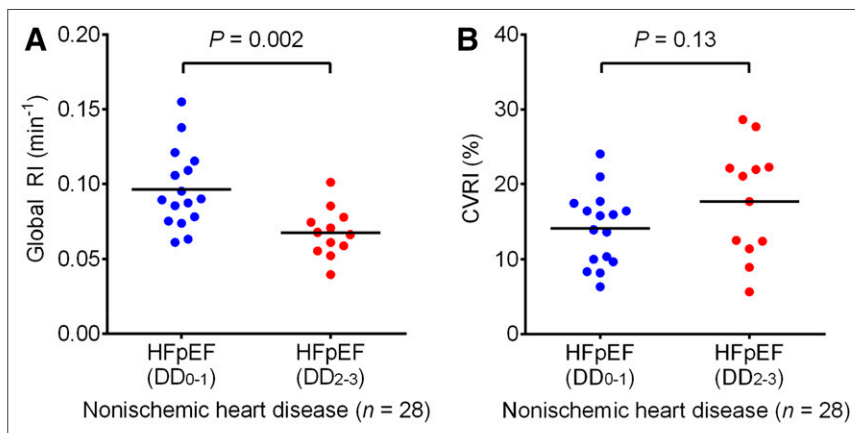 A
P = 0.002
Global RI (min⁻¹)
0.20
0.15
0.10
0.05
0.00
HFpEF HFpEF
(DD₀₋₁) (DD₂₋₃)
Nonischemic heart disease (n = 28)
B
P = 0.13
CVRI (%)
40
30
20
10
0
HFpEF HFpEF
(DD₀₋₁) (DD₂₋₃)
Nonischemic heart disease (n = 28)